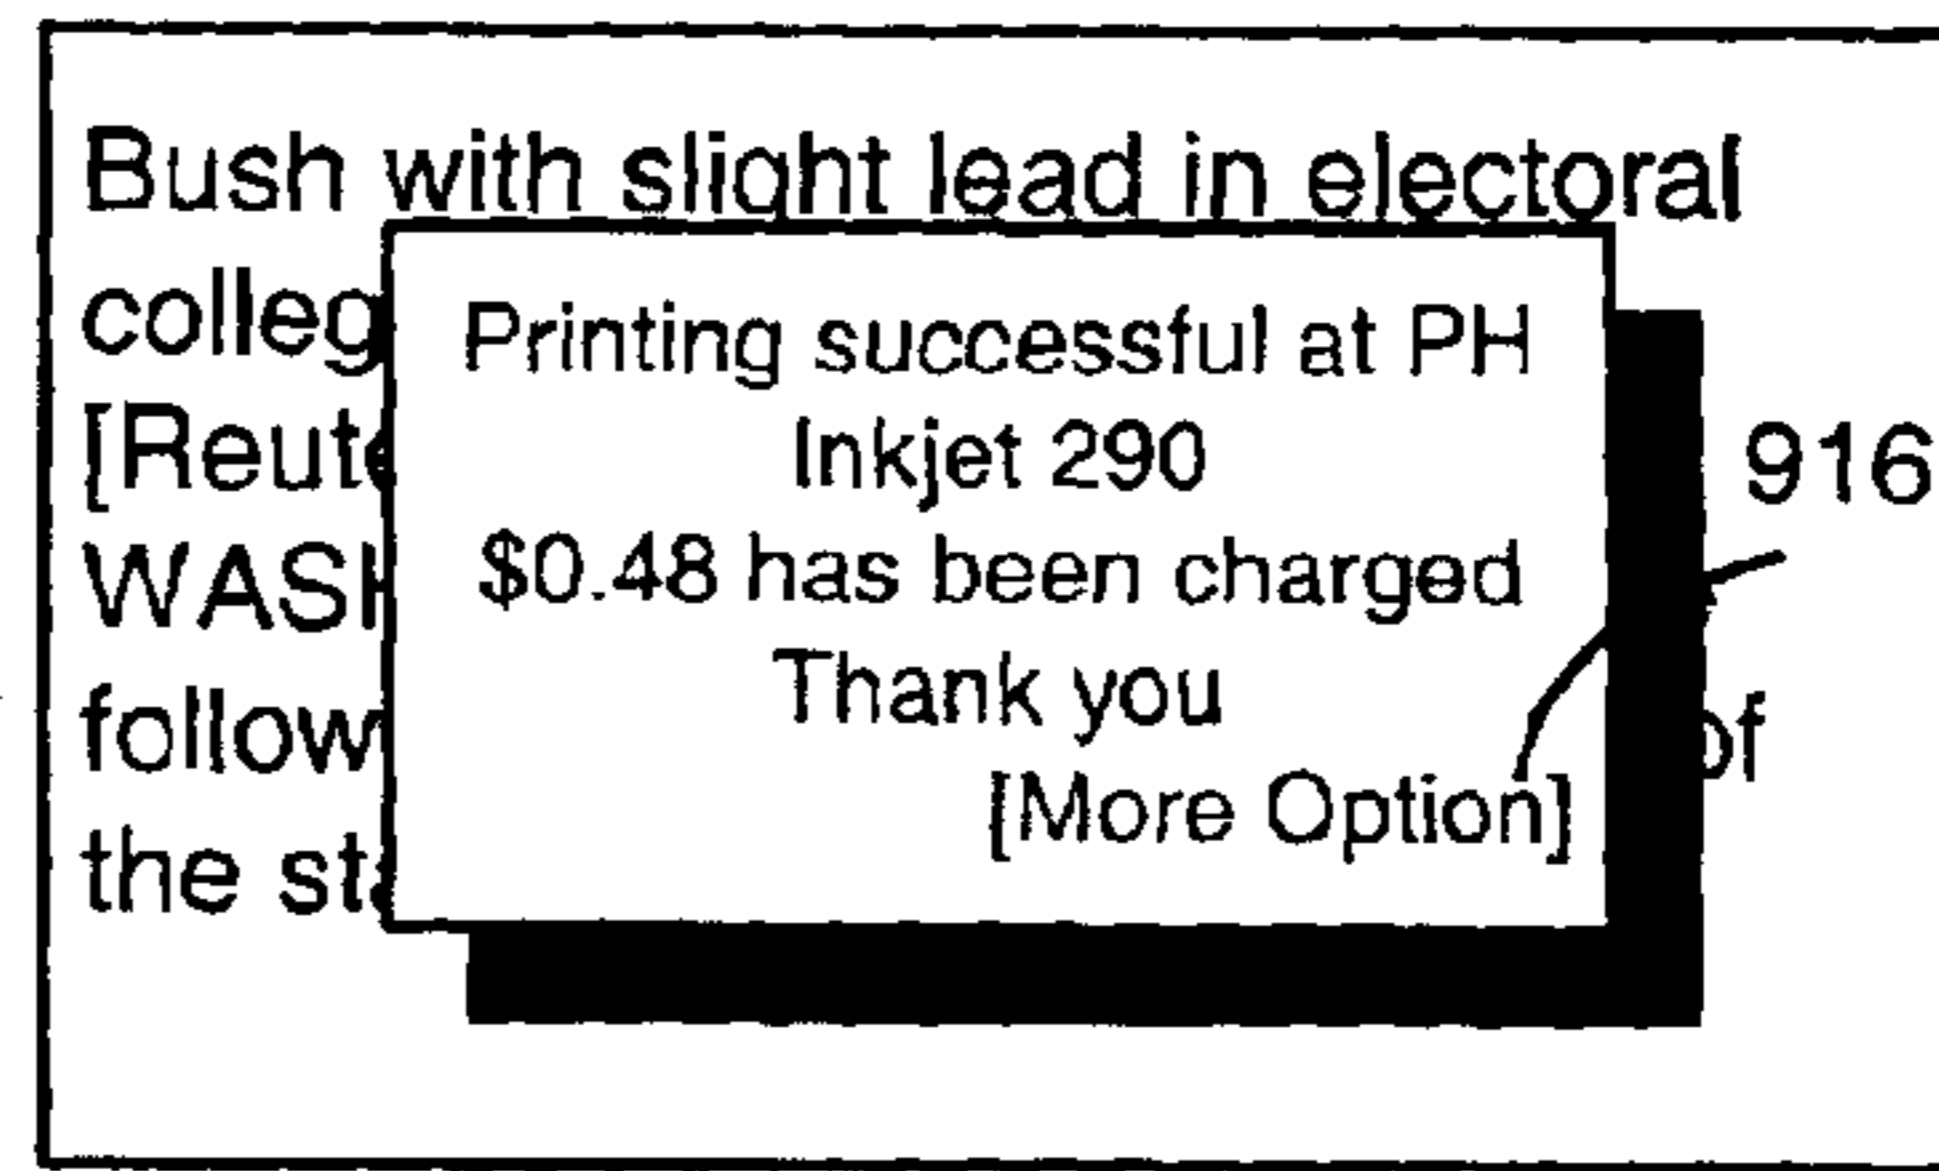 Bush with slight lead in electoral
colleg
[Reute
WASH
follow of
the sta
Printing successful at PH
Inkjet 290
$0.48 has been charged
Thank you
[More Option]
916